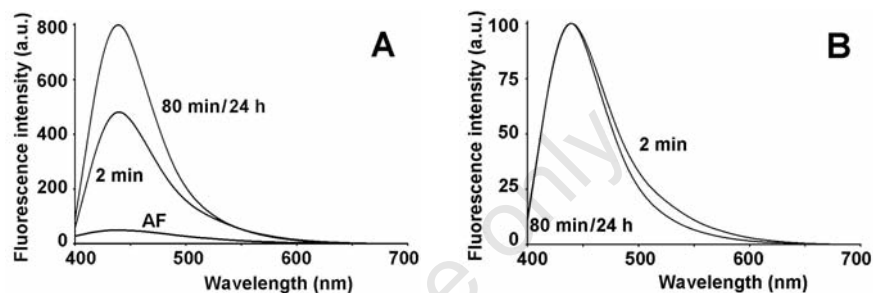 A
Fluorescence intensity (a.u.)
800
600
400
200
0
80 min/24 h
2 min
AF
400
500
600
700
Wavelength (nm)
B
Fluorescence intensity (a.u.)
100
75
50
25
0
2 min
80 min/24 h
400
500
600
700
Wavelength (nm)
e only